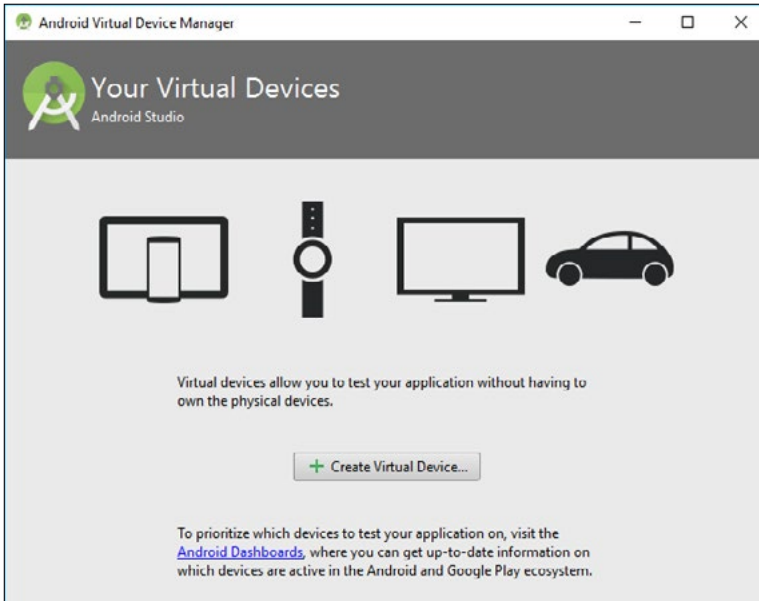 Android Virtual Device Manager
Your Virtual Devices
Android Studio
Virtual devices allow you to test your application without having to
own the physical devices.
Create Virtual Device...
To prioritize which devices to test your application on, visit the
Android Dashboards, where you can get up-to-date information on
which devices are active in the Android and Google Play ecosystem.